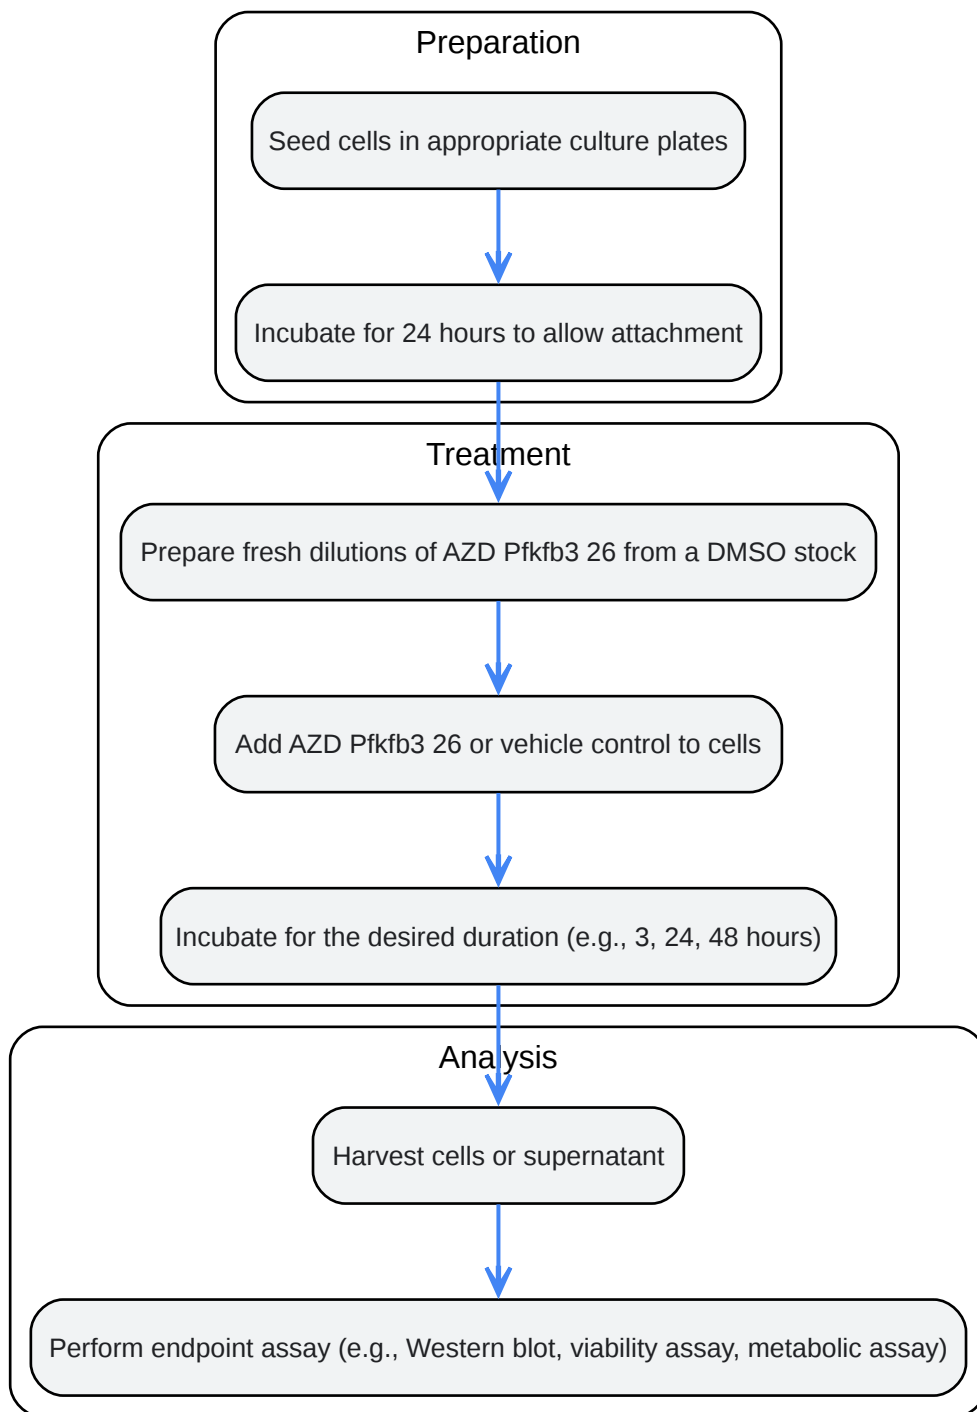 Preparation
Seed cells in appropriate culture plates
Incubate for 24 hours to allow attachment
Treatment
Prepare fresh dilutions of AZD Pfkfb3 26 from a DMSO stock
Add AZD Pfkfb3 26 or vehicle control to cells
Incubate for the desired duration (e.g., 3, 24, 48 hours)
Analysis
Harvest cells or supernatant
Perform endpoint assay (e.g., Western blot, viability assay, metabolic assay)